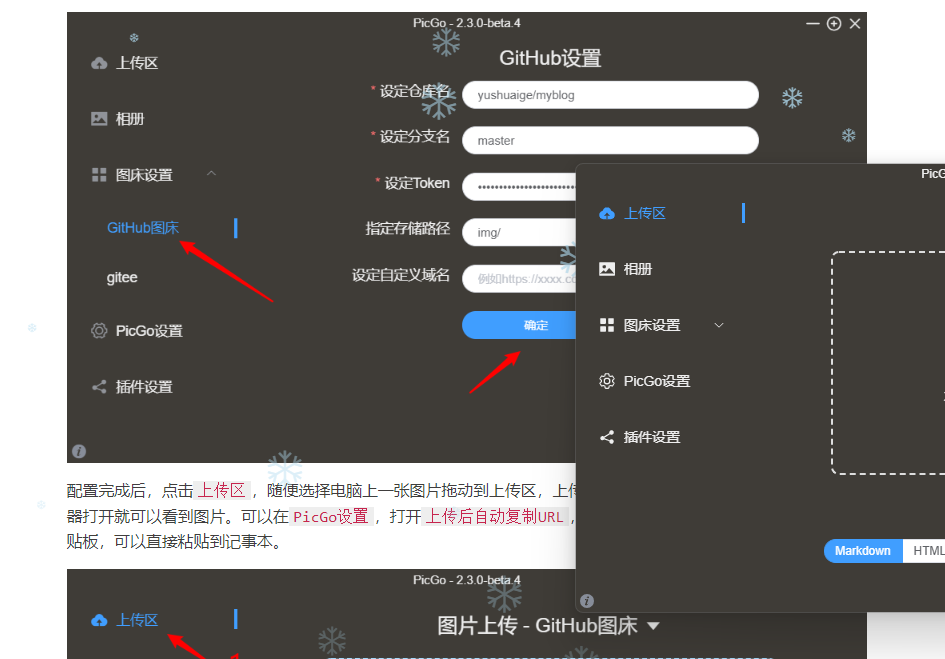 PicGo - 2.3.0-beta.4
上传区
相册
图床设置
GitHub图床
gitee
PicGo设置
插件设置
GitHub设置
* 设定仓库名
yushuaige/myblog
* 设定分支名
master
* 设定Token
指定存储路径
img/
设定自定义域名
例如https://xxxx.co
确定
PicG
上传区
相册
图床设置
PicGo设置
插件设置
Markdown
HTML
配置完成后，点击 上传区 ，随便选择电脑上一张图片拖动到上传区，上传
器打开就可以看到图片。可以在 PicGo设置 ，打开 上传后自动复制URL ，
贴板，可以直接粘贴到记事本。
PicGo - 2.3.0-beta.4
上传区
图片上传 - GitHub图床